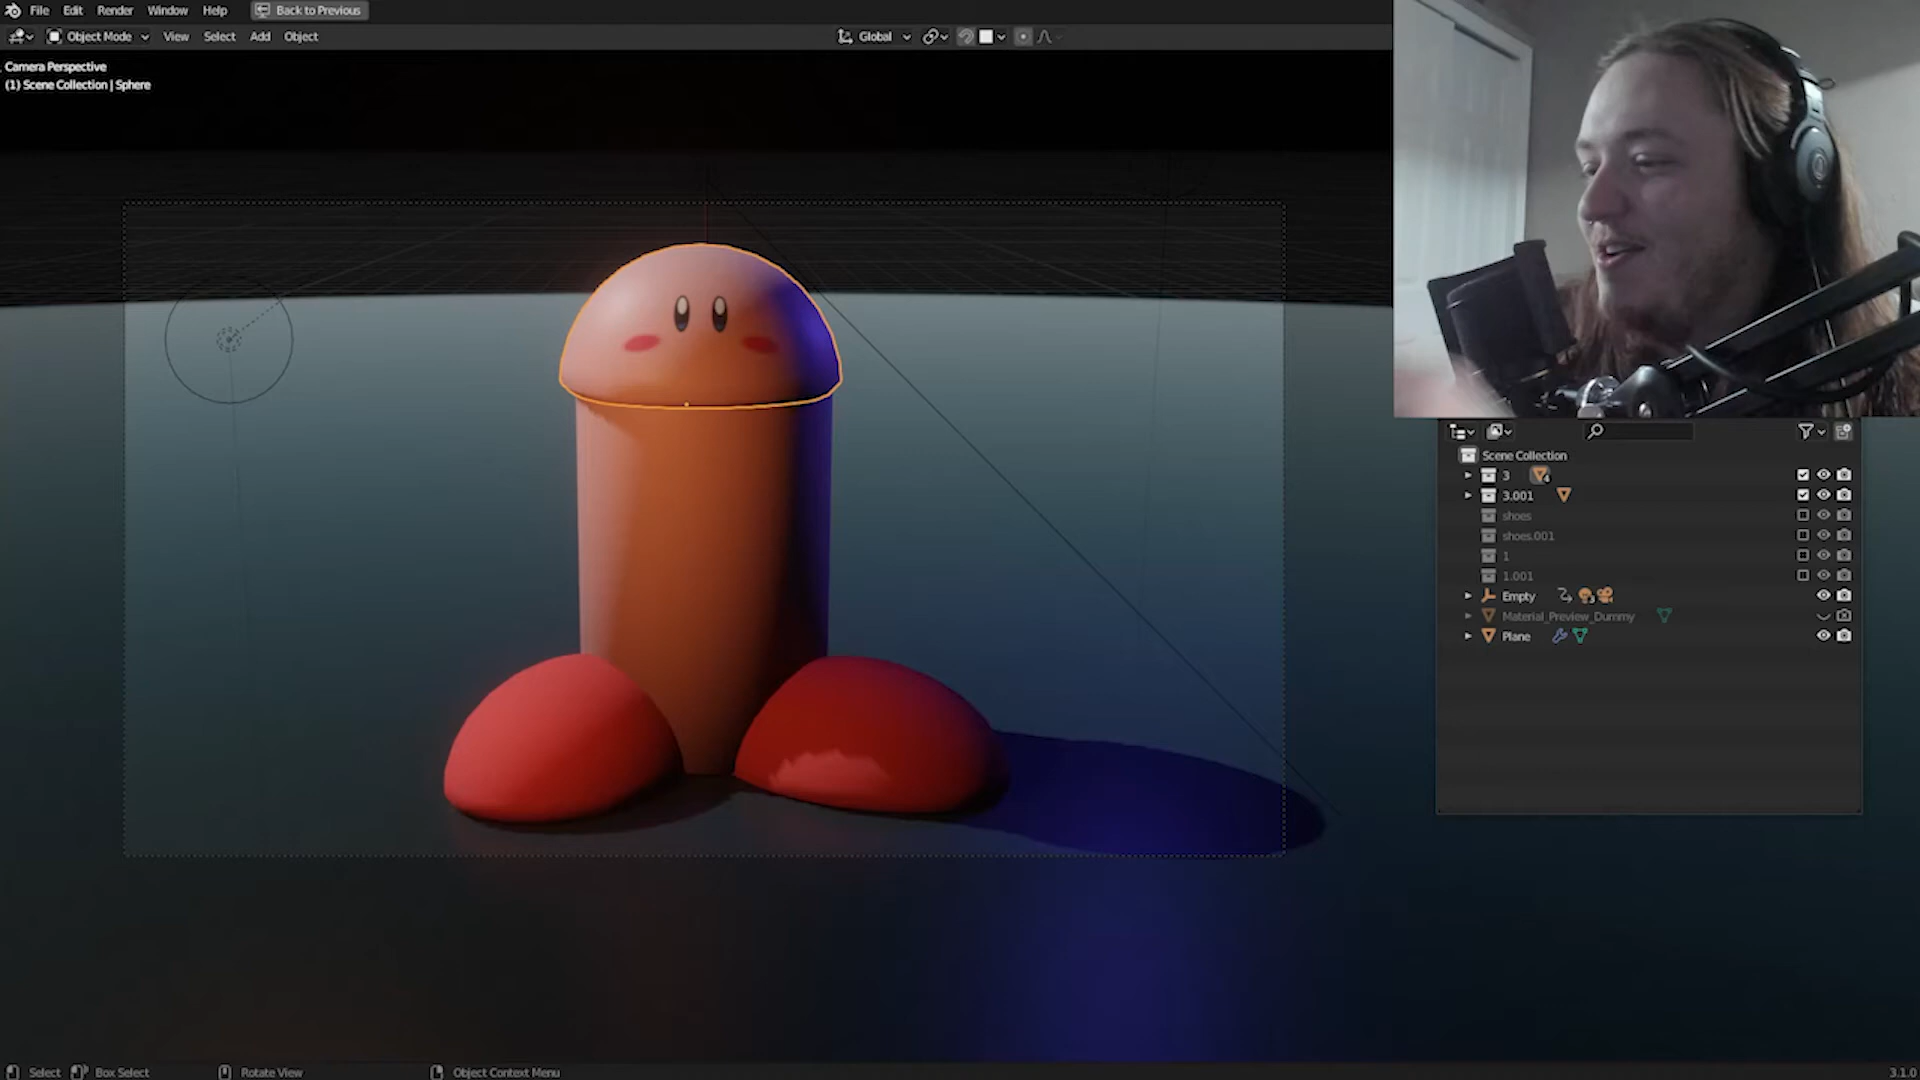 File Edit Render Window Help Back to Previous
Object Mode View Select Add Object Global
Camera Perspective
(1) Scene Collection | Sphere
Scene Collection
3 4
3.001
shoes
shoes.001
1
1.001
Empty 3
Material_Preview_Dummy
Plane
Select Box Select Rotate View Object Context Menu 3.1.0